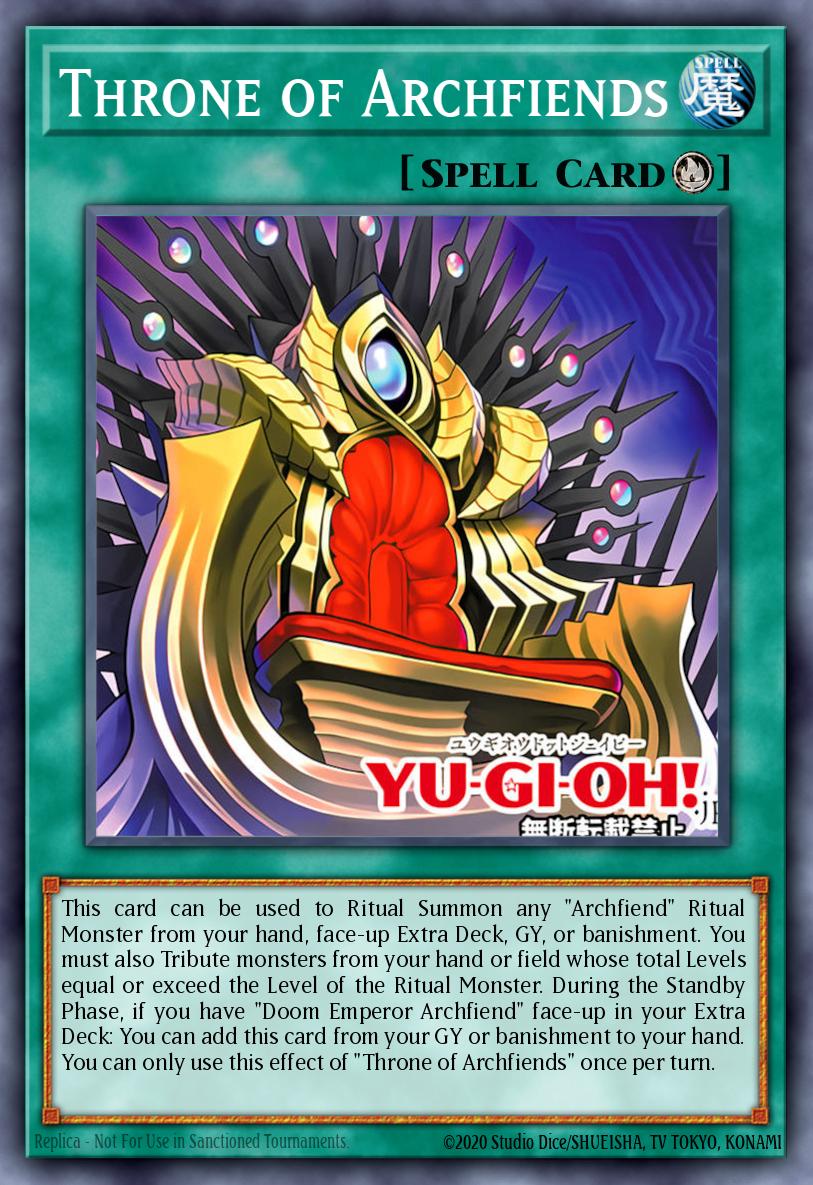 THRONE OF ARCHFIENDS
SPELL
魔
[SPELL CARD]
ユウギオウドットジェイピー
YU-GI-OH!
.jp
無断転載禁止
This card can be used to Ritual Summon any "Archfiend" Ritual
Monster from your hand, face-up Extra Deck, GY, or banishment. You
must also Tribute monsters from your hand or field whose total Levels
equal or exceed the Level of the Ritual Monster. During the Standby
Phase, if you have "Doom Emperor Archfiend" face-up in your Extra
Deck: You can add this card from your GY or banishment to your hand.
You can only use this effect of "Throne of Archfiends" once per turn.
Replica - Not For Use in Sanctioned Tournaments.
©2020 Studio Dice/SHUEISHA, TV TOKYO, KONAMI